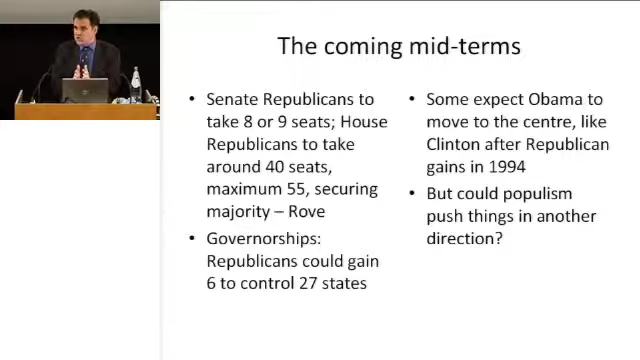 The coming mid-terms
• Senate Republicans to
take 8 or 9 seats; House
Republicans to take
around 40 seats,
maximum 55, securing
majority – Rove
• Governorships:
Republicans could gain
6 to control 27 states
• Some expect Obama to
move to the centre, like
Clinton after Republican
gains in 1994
• But could populism
push things in another
direction?